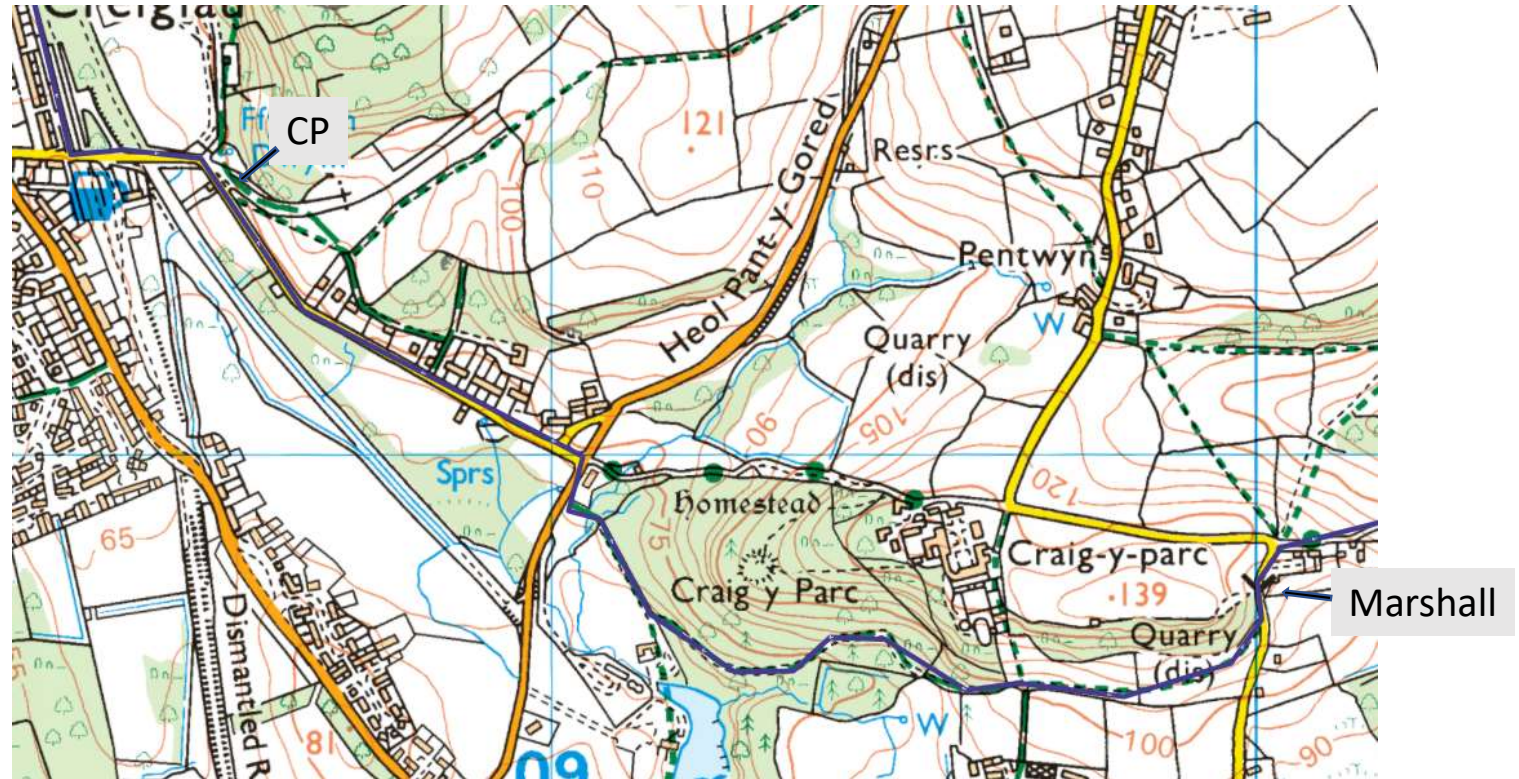 Creigiau
CP
121
110
100
Heol Pant-y-Gored
Resrs
Pentwyn
W
Quarry
(dis)
90
105
Sprs
Homestead
75
120
65
Craig-y-parc
·139
Craig y Parc
Marshall
Quarry
(dis)
Dismantled R
W
81
100
90
09